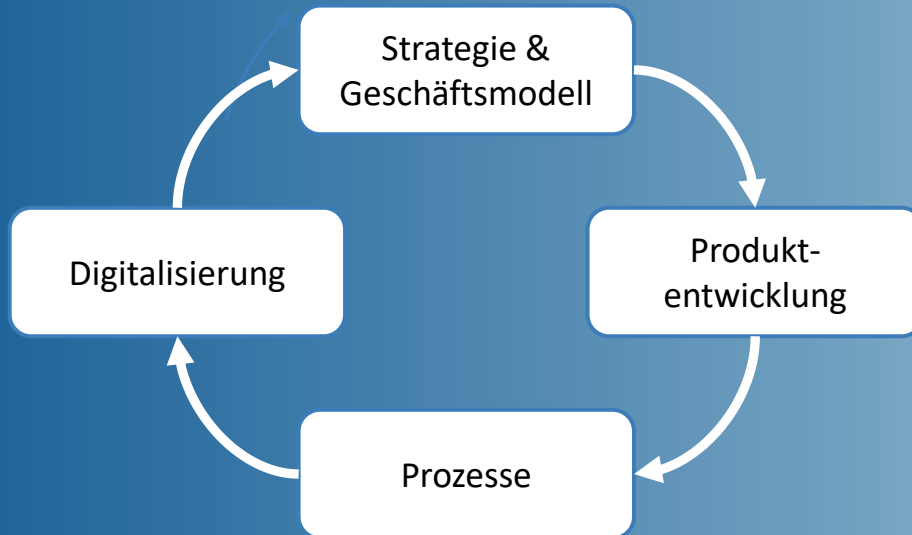 Strategie &
Geschäftsmodell
Digitalisierung
Produkt-
entwicklung
Prozesse